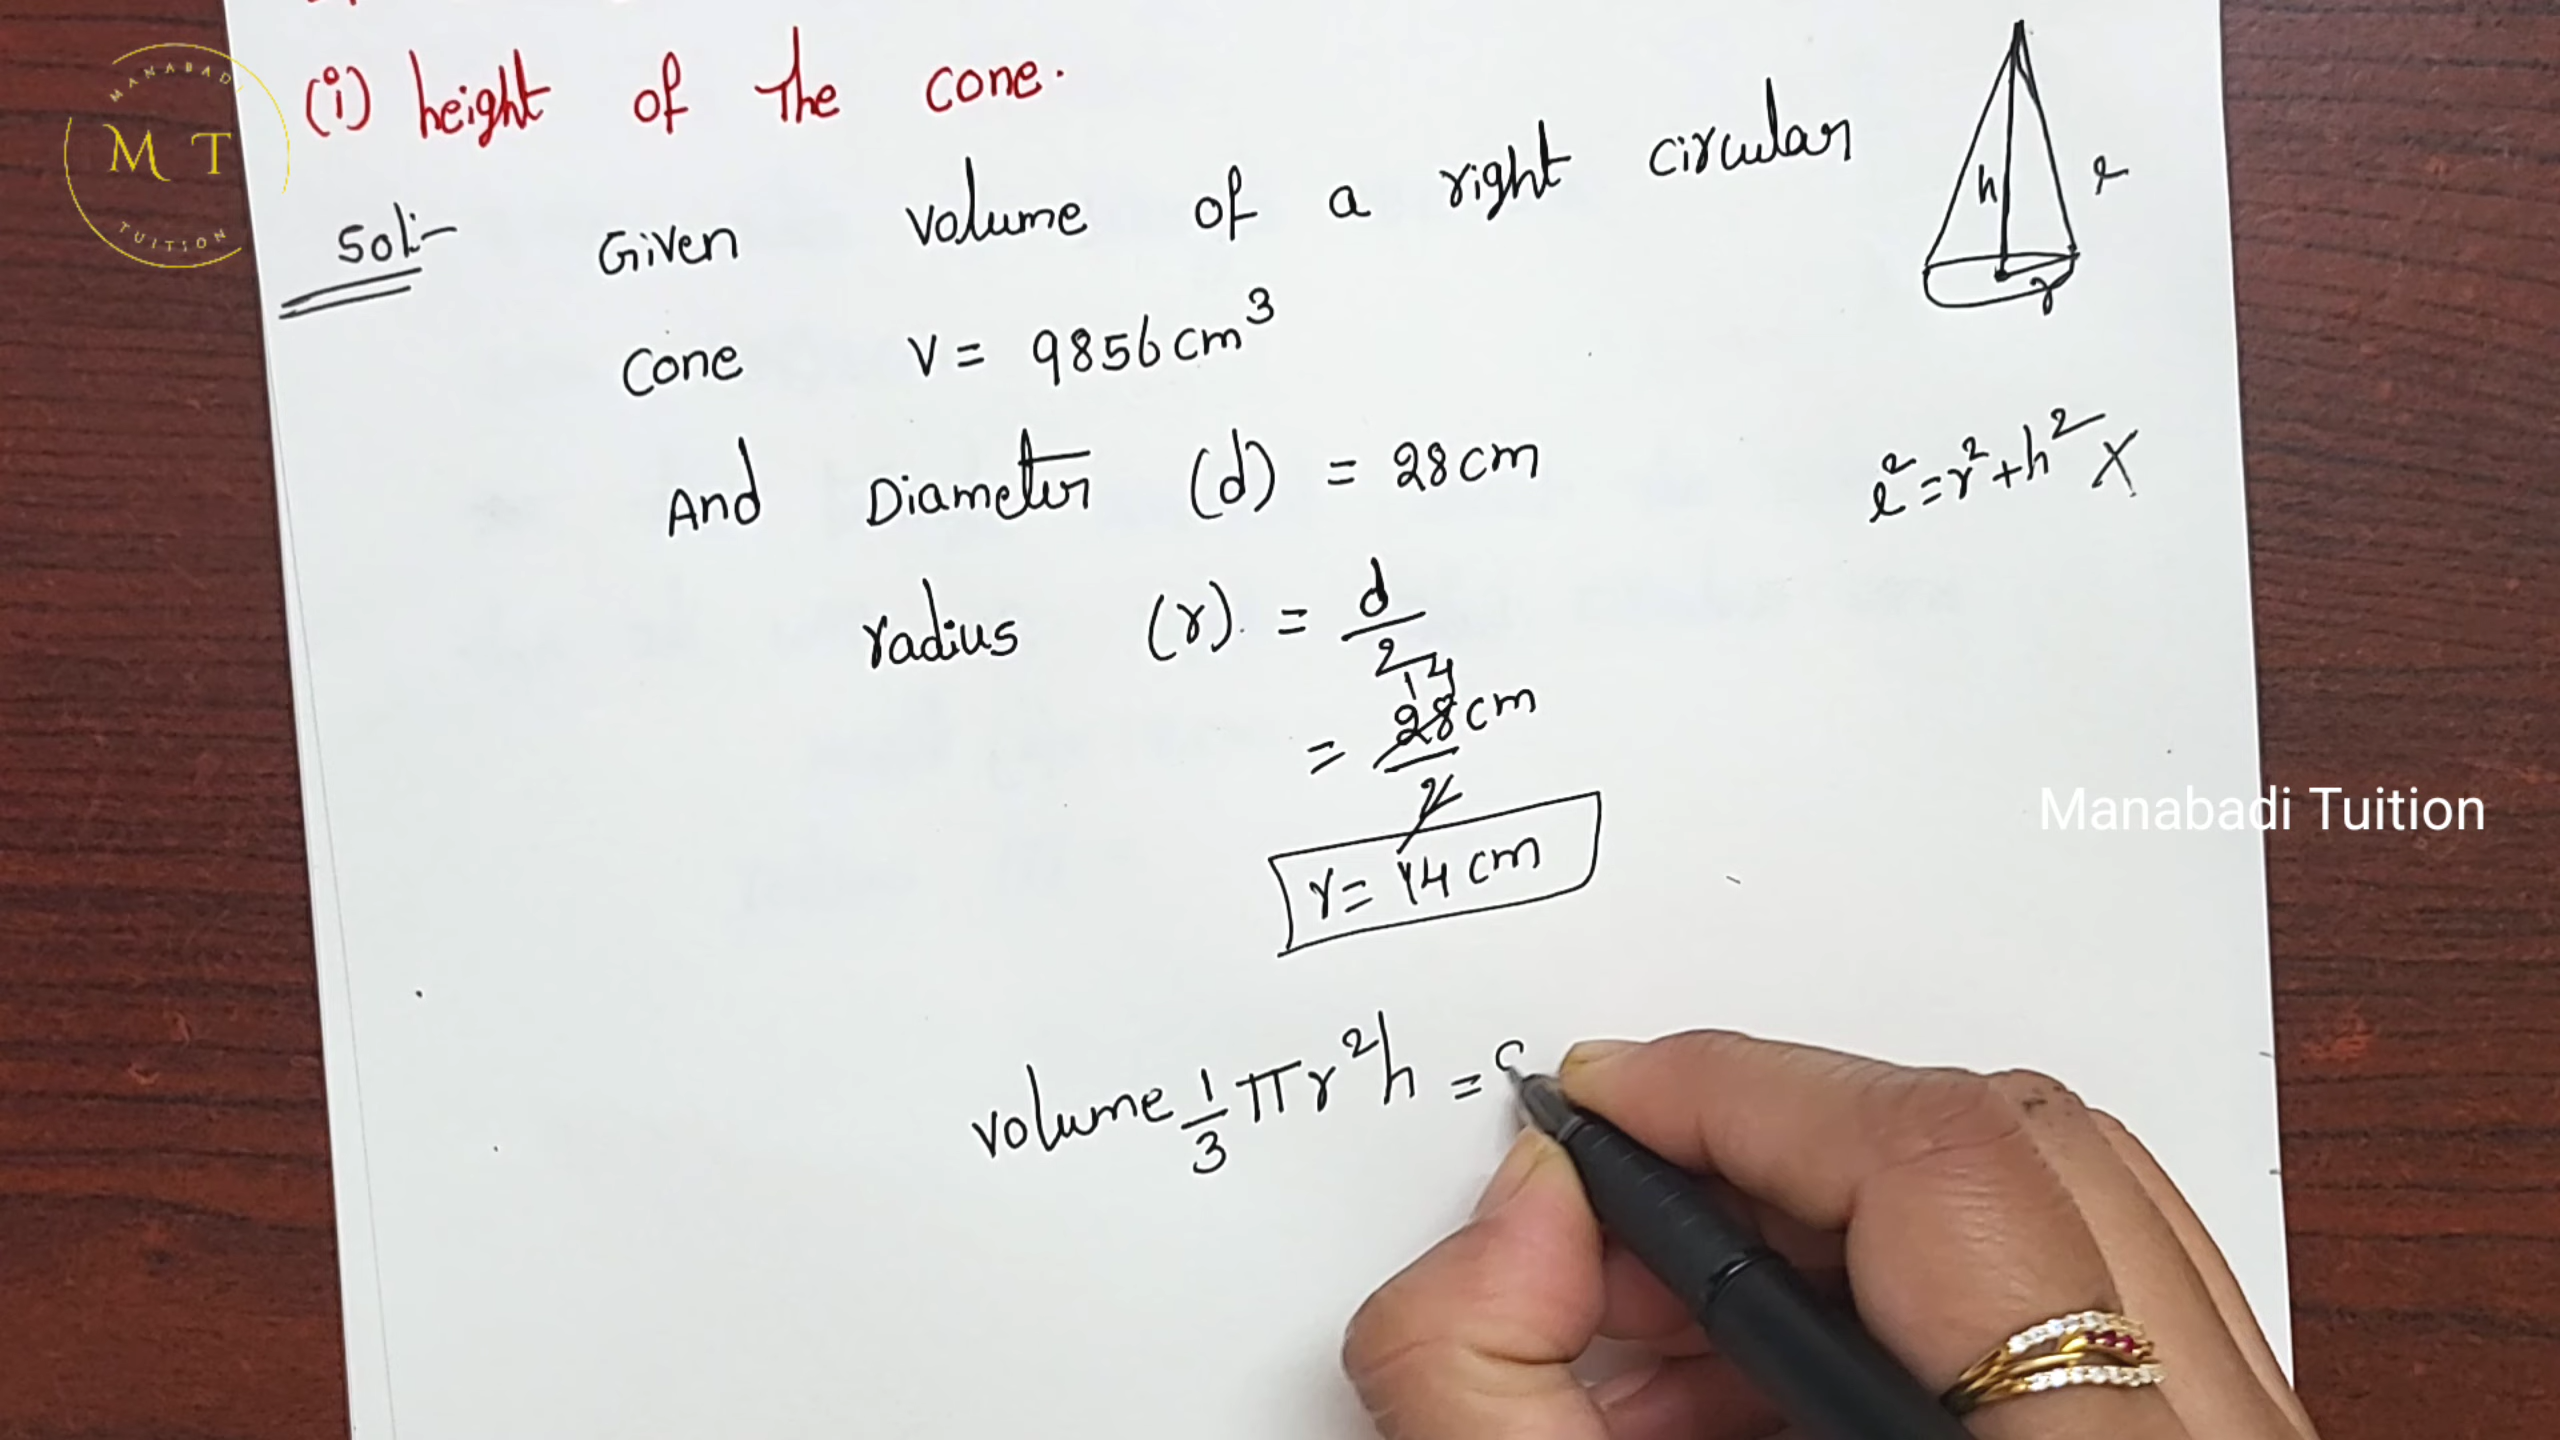 MANABADI
M T
TUITION
(i) height of the cone.
Sol:- Given volume of a right circular
cone V = 9856 cm³
And Diameter (d) = 28 cm
radius (r) = d/2
= 28 cm/2
14
r = 14 cm
volume 1/3 πr²h =
h
l
r
l² = r² + h² X
Manabadi Tuition